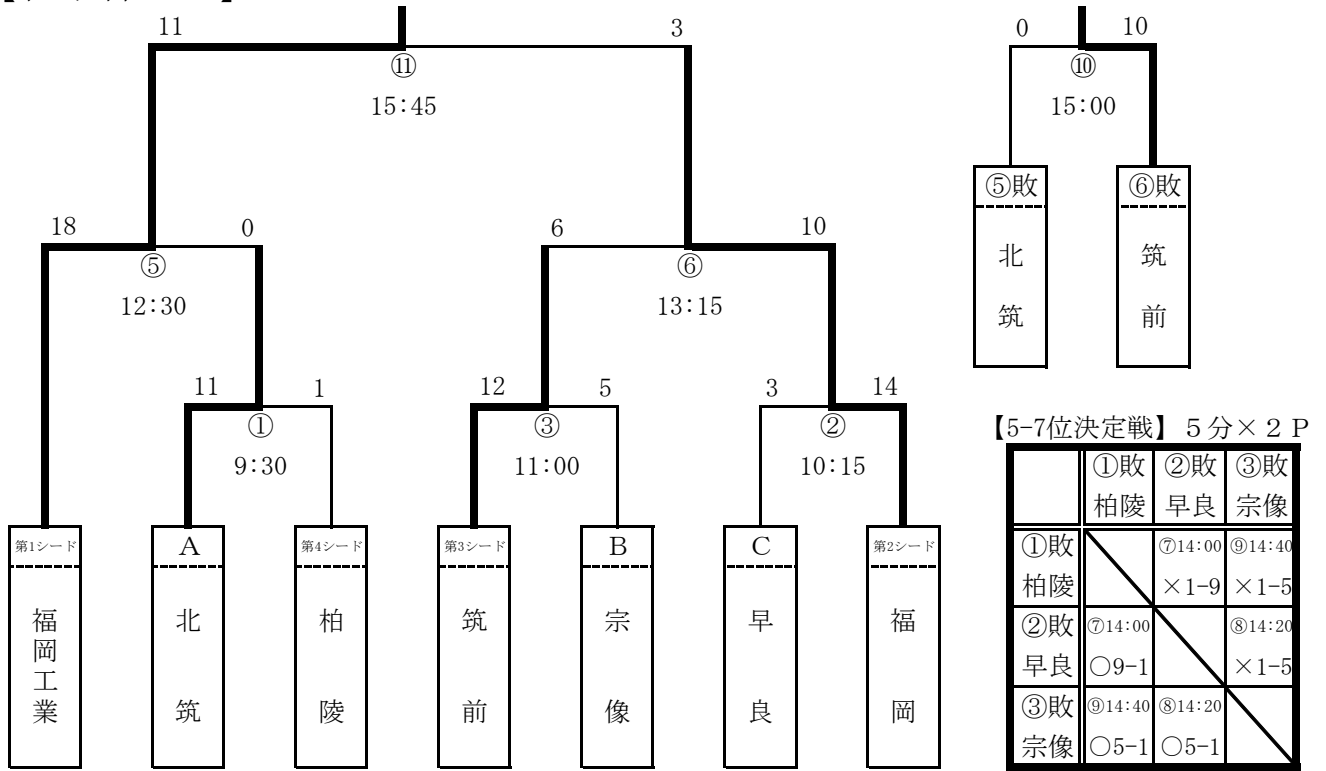 11 3
⑪
15:45
18 0
⑤
12:30
6 10
⑥
13:15
11 1
①
9:30
12 5
③
11:00
3 14
②
10:15
第1シード A 第4シード 第3シード B C 第2シード
福岡工業 北筑 柏陵 筑前 宗像 早良 福岡
0 10
⑩
15:00
⑤敗 ⑥敗
北筑 筑前
【5-7位決定戦】 5分×2P
①敗 ②敗 ③敗
柏陵 早良 宗像
①敗 ⑦14:00 ⑨14:40
柏陵 ×1-9 ×1-5
②敗 ⑦14:00 ⑧14:20
早良 ○9-1 ×1-5
③敗 ⑨14:40 ⑧14:20
宗像 ○5-1 ○5-1